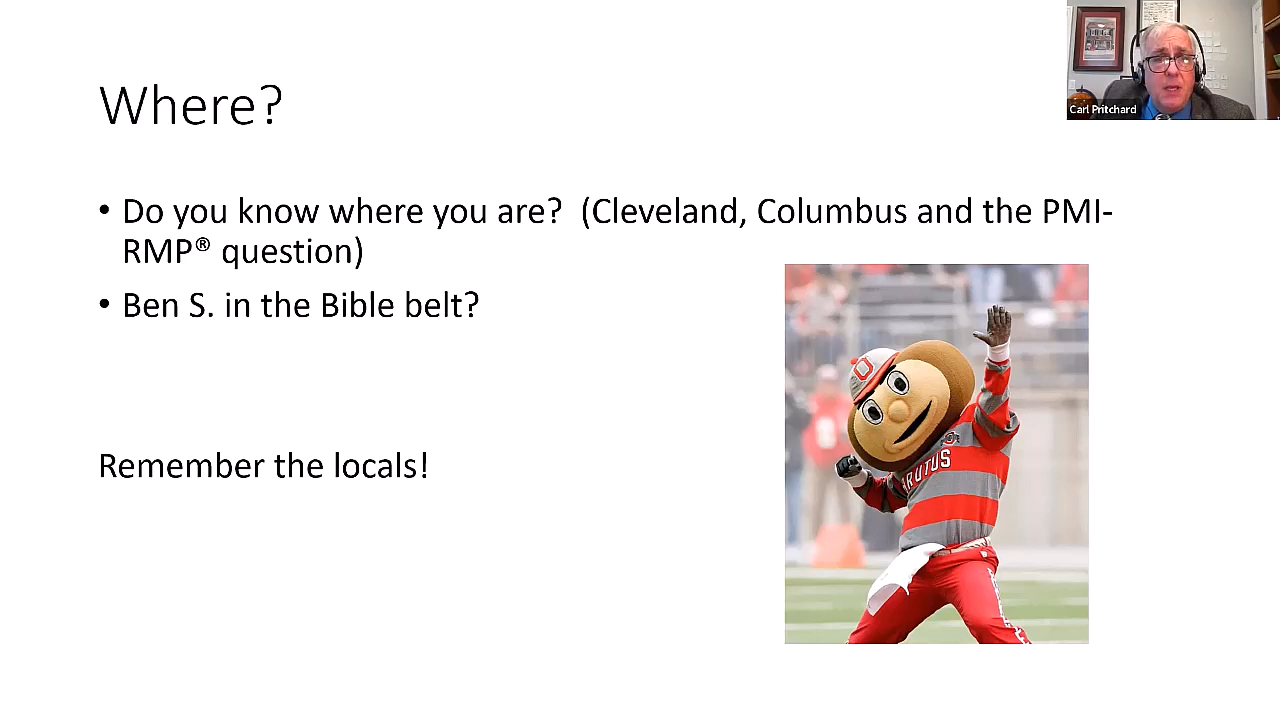 Where?
Carl Pritchard
• Do you know where you are?  (Cleveland, Columbus and the PMI-
RMP® question)
• Ben S. in the Bible belt?
Remember the locals!
BRUTUS